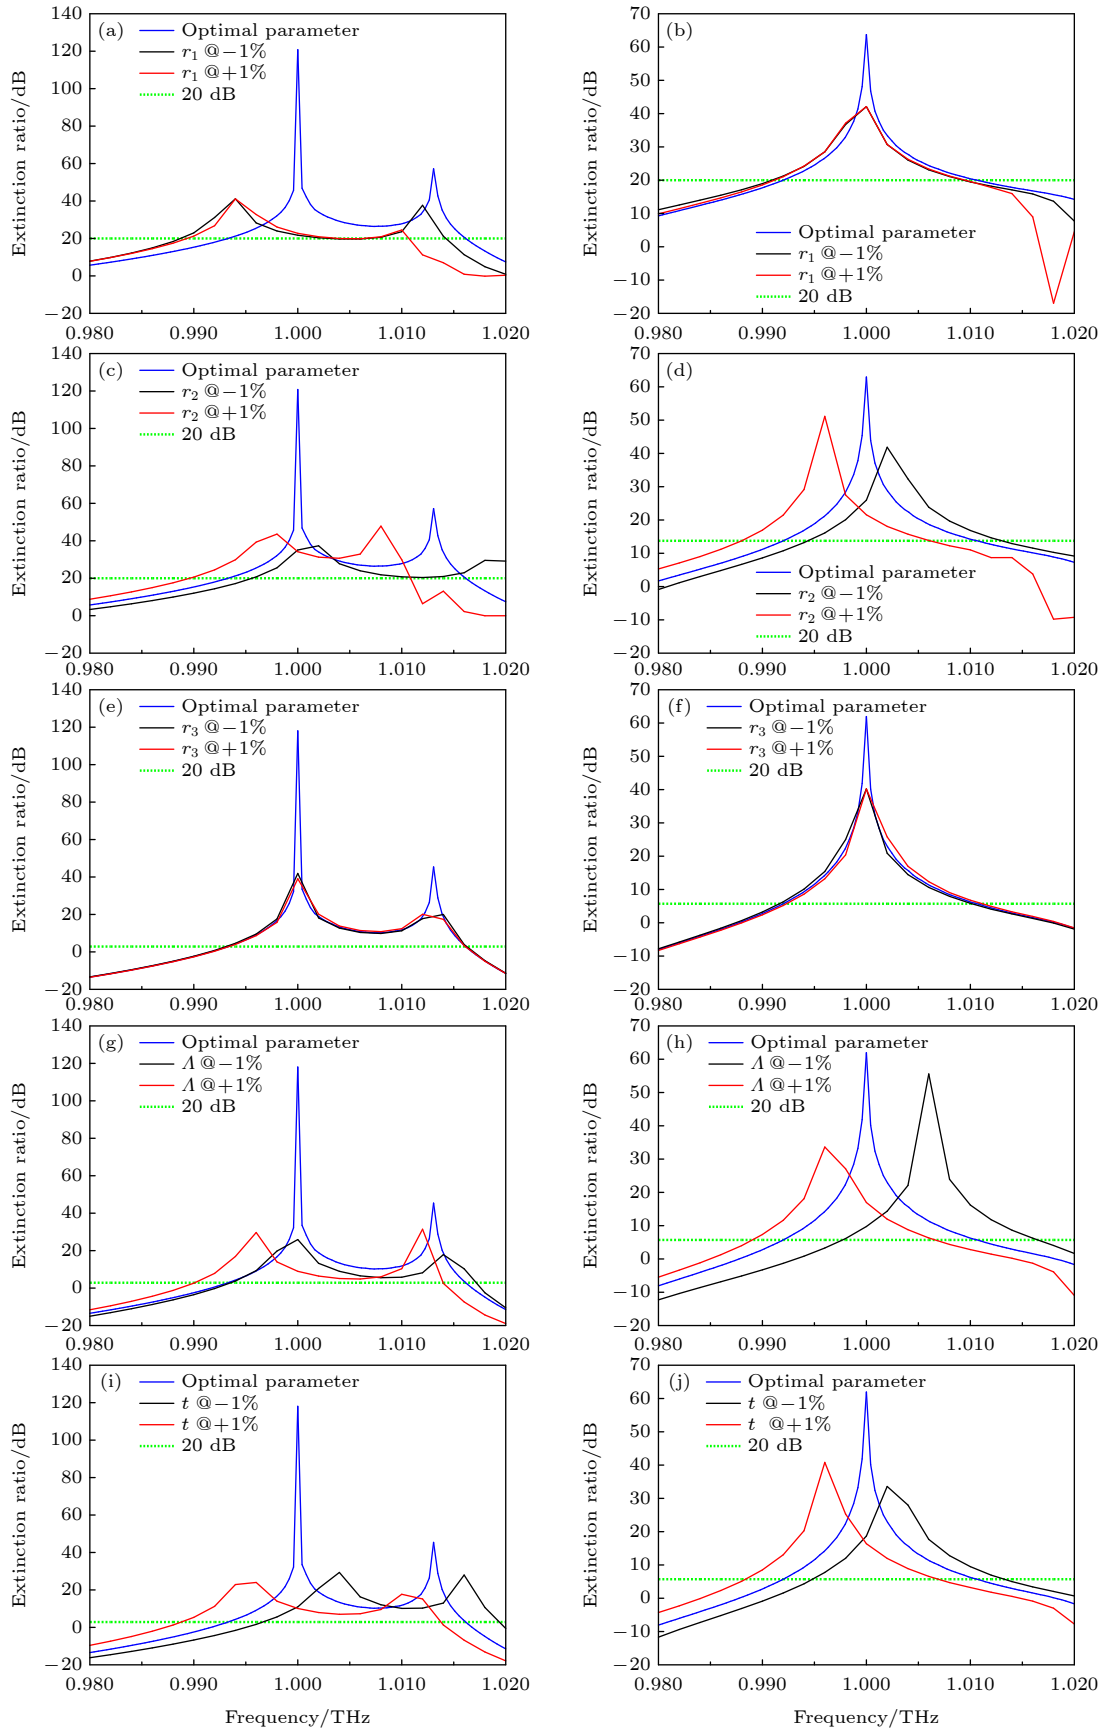 (a)
Optimal parameter
r1 @−1%
r1 @+1%
20 dB
Extinction ratio/dB
140
120
100
80
60
40
20
0
−20
0.980
0.990
1.000
1.010
1.020
(b)
Optimal parameter
r1 @−1%
r1 @+1%
20 dB
Extinction ratio/dB
70
60
50
40
30
20
10
0
−10
−20
0.980
0.990
1.000
1.010
1.020
(c)
Optimal parameter
r2 @−1%
r2 @+1%
20 dB
Extinction ratio/dB
140
120
100
80
60
40
20
0
−20
0.980
0.990
1.000
1.010
1.020
(d)
Optimal parameter
r2 @−1%
r2 @+1%
20 dB
Extinction ratio/dB
70
60
50
40
30
20
10
0
−10
−20
0.980
0.990
1.000
1.010
1.020
(e)
Optimal parameter
r3 @−1%
r3 @+1%
20 dB
Extinction ratio/dB
140
120
100
80
60
40
20
0
−20
0.980
0.990
1.000
1.010
1.020
(f)
Optimal parameter
r3 @−1%
r3 @+1%
20 dB
Extinction ratio/dB
70
60
50
40
30
20
10
0
−10
−20
0.980
0.990
1.000
1.010
1.020
(g)
Optimal parameter
Λ @−1%
Λ @+1%
20 dB
Extinction ratio/dB
140
120
100
80
60
40
20
0
−20
0.980
0.990
1.000
1.010
1.020
(h)
Optimal parameter
Λ @−1%
Λ @+1%
20 dB
Extinction ratio/dB
70
60
50
40
30
20
10
0
−10
−20
0.980
0.990
1.000
1.010
1.020
(i)
Optimal parameter
t @−1%
t @+1%
20 dB
Extinction ratio/dB
140
120
100
80
60
40
20
0
−20
0.980
0.990
1.000
1.010
1.020
Frequency/THz
(j)
Optimal parameter
t @−1%
t @+1%
20 dB
Extinction ratio/dB
70
60
50
40
30
20
10
0
−10
−20
0.980
0.990
1.000
1.010
1.020
Frequency/THz